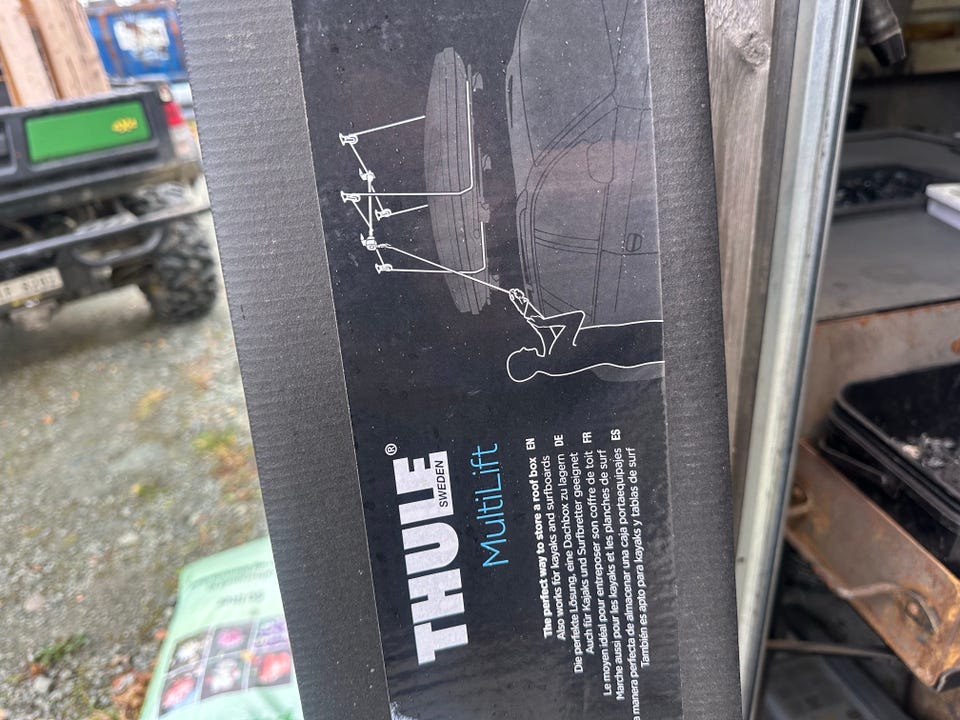 THULE®
SWEDEN
MultiLift
The perfect way to store a roof box EN
Also works for kayaks and surfboards
Die perfekte Lösung, eine Dachbox zu lagern DE
Auch für Kajaks und Surfbretter geeignet
Le moyen idéal pour entreposer son coffre de toit FR
Marche aussi pour les kayaks et les planches de surf
a manera perfecta de almacenar una caja portaequipajes ES
También es apto para kayaks y tablas de surf